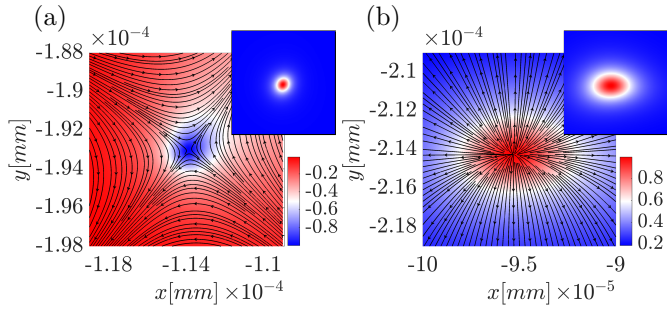 (a) ×10⁻⁴
-1.88
-1.9
-1.92
-1.94
-1.96
-1.98
y[mm]
-1.18 -1.14 -1.1
x[mm] ×10⁻⁴
-0.2
-0.4
-0.6
-0.8
(b) ×10⁻⁴
-2.1
-2.12
-2.14
-2.16
-2.18
y[mm]
-10 -9.5 -9
x[mm] ×10⁻⁵
0.8
0.6
0.4
0.2